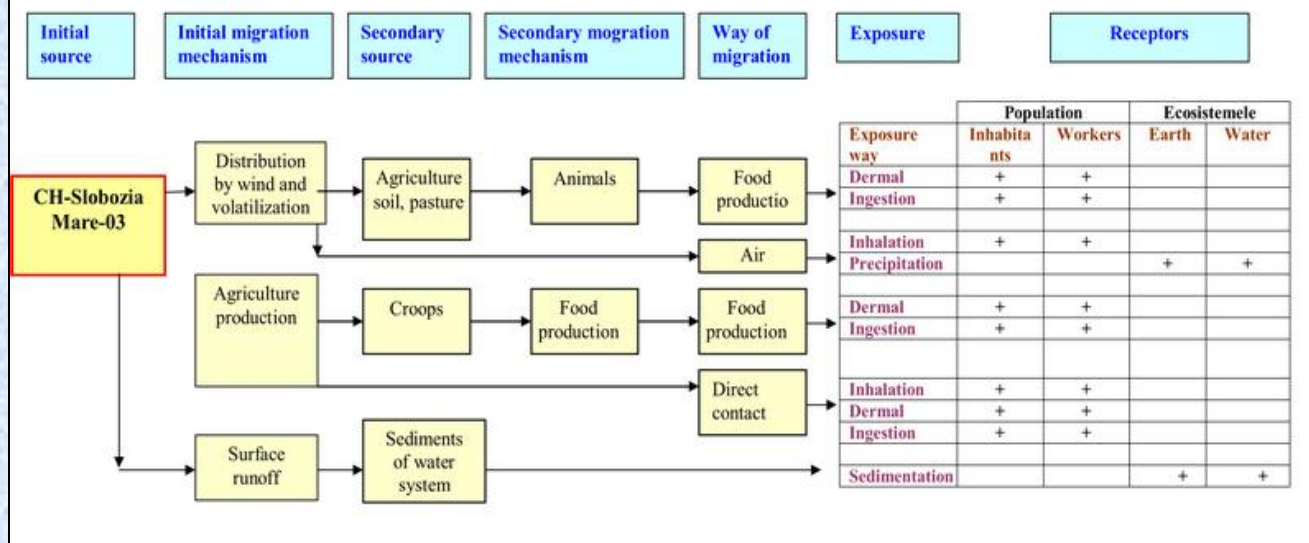 Initial
source
Initial migration
mechanism
Secondary
source
Secondary mogration
mechanism
Way of
migration
Exposure
Receptors
Population
Ecosistemele
Exposure
way
Inhabita
nts
Workers
Earth
Water
CH-Slobozia
Mare-03
Distribution
by wind and
volatilization
Agriculture
soil, pasture
Animals
Food
productio
Dermal + +
Ingestion + +
Air
Inhalation + +
Precipitation + +
Agriculture
production
Croops
Food
production
Food
production
Dermal + +
Ingestion + +
Direct
contact
Inhalation + +
Dermal + +
Ingestion + +
Surface
runoff
Sediments
of water
system
Sedimentation + +